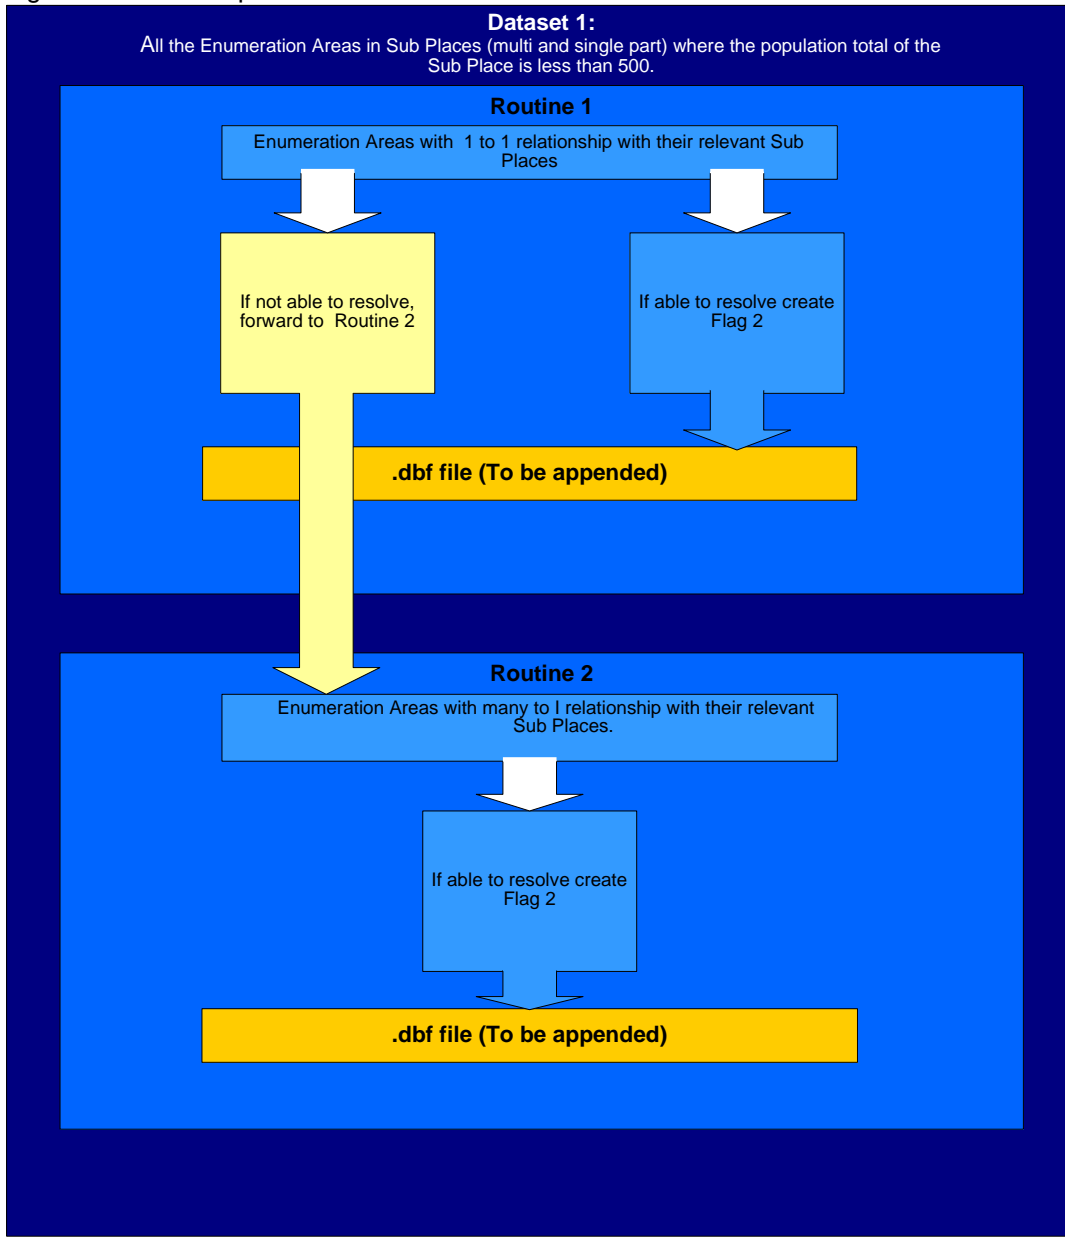 Dataset 1:
All the Enumeration Areas in Sub Places (multi and single part) where the population total of the
Sub Place is less than 500.
Routine 1
Enumeration Areas with 1 to 1 relationship with their relevant Sub
Places
If not able to resolve,
forward to Routine 2
If able to resolve create
Flag 2
.dbf file (To be appended)
Routine 2
Enumeration Areas with many to I relationship with their relevant
Sub Places.
If able to resolve create
Flag 2
.dbf file (To be appended)